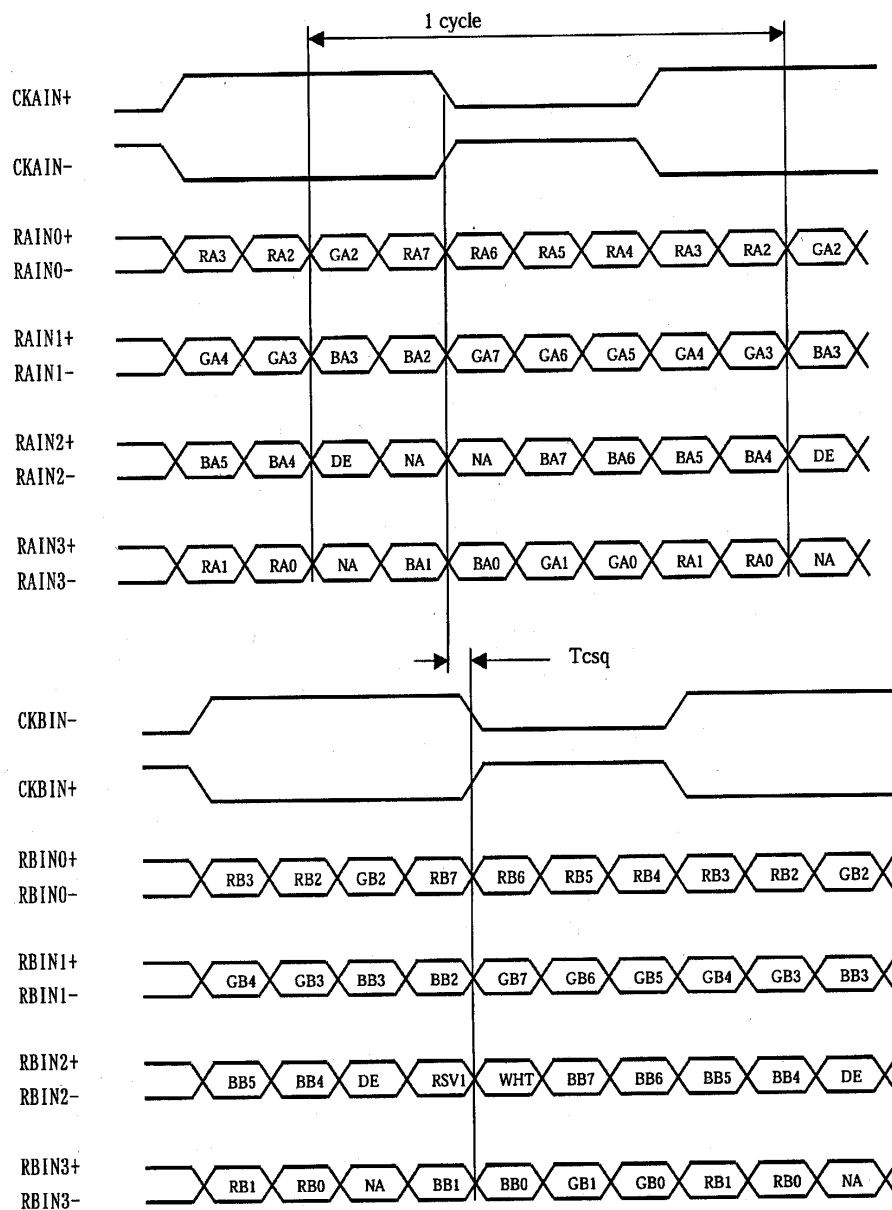 1 cycle
CKAIN+
CKAIN-
RAIN0+
RA3 RA2 GA2 RA7 RA6 RA5 RA4 RA3 RA2 GA2
RAIN0-
RAIN1+
GA4 GA3 BA3 BA2 GA7 GA6 GA5 GA4 GA3 BA3
RAIN1-
RAIN2+
BA5 BA4 DE NA NA BA7 BA6 BA5 BA4 DE
RAIN2-
RAIN3+
RA1 RA0 NA BA1 BA0 GA1 GA0 RA1 RA0 NA
RAIN3-
Tcsq
CKBIN-
CKBIN+
RBIN0+
RB3 RB2 GB2 RB7 RB6 RB5 RB4 RB3 RB2 GB2
RBIN0-
RBIN1+
GB4 GB3 BB3 BB2 GB7 GB6 GB5 GB4 GB3 BB3
RBIN1-
RBIN2+
BB5 BB4 DE RSV1 WHT BB7 BB6 BB5 BB4 DE
RBIN2-
RBIN3+
RB1 RB0 NA BB1 BB0 GB1 GB0 RB1 RB0 NA
RBIN3-